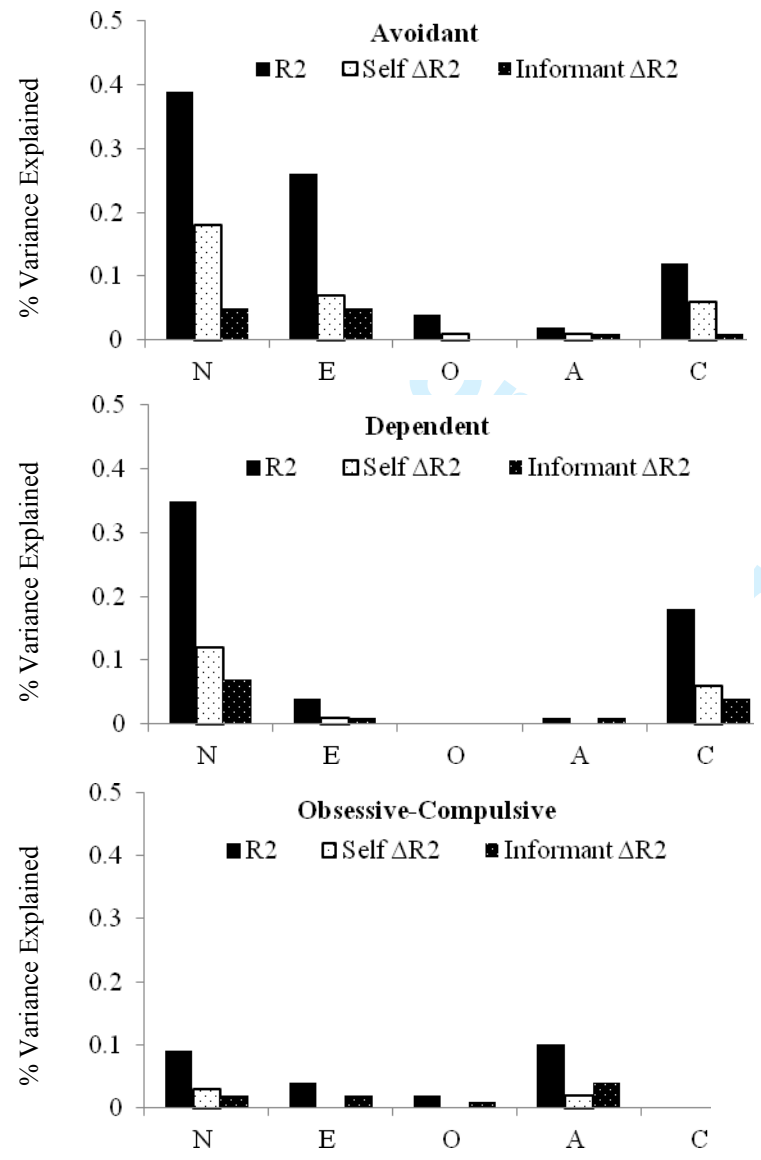 Avoidant
R2 Self ΔR2 Informant ΔR2
% Variance Explained
0.5
0.4
0.3
0.2
0.1
0
N E O A C
Dependent
R2 Self ΔR2 Informant ΔR2
% Variance Explained
0.5
0.4
0.3
0.2
0.1
0
N E O A C
Obsessive-Compulsive
R2 Self ΔR2 Informant ΔR2
% Variance Explained
0.5
0.4
0.3
0.2
0.1
0
N E O A C